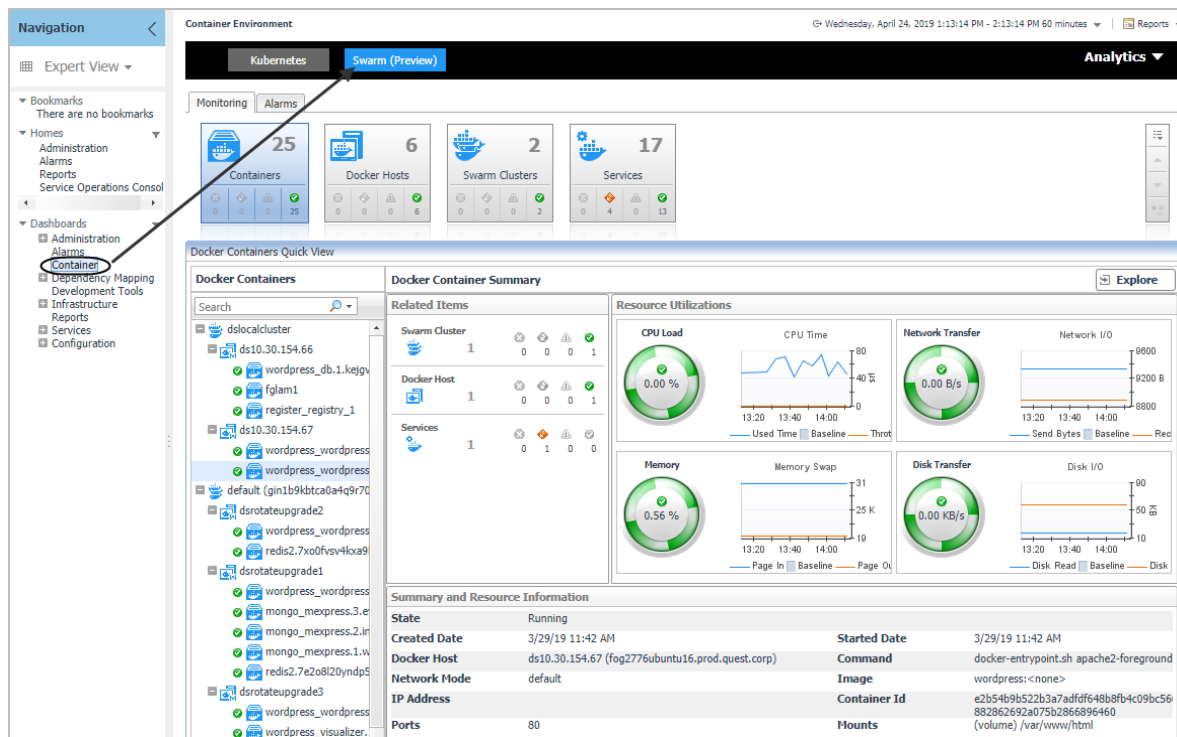 Navigation
Container Environment
Wednesday, April 24, 2019 1:13:14 PM - 2:13:14 PM 60 minutes
Reports
Expert View
Kubernetes
Swarm (Preview)
Analytics
Bookmarks
There are no bookmarks
Homes
Administration
Alarms
Reports
Service Operations Consol
Dashboards
Administration
Alarms
Container
Dependency Mapping
Development Tools
Infrastructure
Reports
Services
Configuration
Monitoring
Alarms
25
Containers
0 0 0 25
6
Docker Hosts
0 0 0 6
2
Swarm Clusters
0 0 0 2
17
Services
0 4 0 13
Docker Containers Quick View
Docker Containers
Search
dslocalcluster
ds10.30.154.66
wordpress_db.1.kejgv
fglam1
register_registry_1
ds10.30.154.67
wordpress_wordpress
wordpress_wordpress
default (gin1b9kbtca0a4q9r70
dsrotateupgrade2
wordpress_wordpress
redis2.7xo0fvsv4kxa9
dsrotateupgrade1
wordpress_wordpress
mongo_mexpress.3.e
mongo_mexpress.2.in
mongo_mexpress.1.w
redis2.7e2o8l20yndp5
dsrotateupgrade3
wordpress_wordpress
wordpress_visualizer.
Docker Container Summary
Explore
Related Items
Swarm Cluster
1
0 0 0 1
Docker Host
1
0 0 0 1
Services
1
0 1 0 0
Resource Utilizations
CPU Load
0.00 %
CPU Time
80
40
0
µs
13:20 13:40 14:00
Used Time Baseline Throt
Network Transfer
0.00 B/s
Network I/O
9600
9200 B
8800
13:20 13:40 14:00
Send Bytes Baseline Rec
Memory
0.56 %
Memory Swap
31
25 K
19
13:20 13:40 14:00
Page In Baseline Page Ou
Disk Transfer
0.00 KB/s
Disk I/O
90
50
10
KB
13:20 13:40 14:00
Disk Read Baseline Disk
Summary and Resource Information
State Running
Created Date 3/29/19 11:42 AM Started Date 3/29/19 11:42 AM
Docker Host ds10.30.154.67 (fog2776ubuntu16.prod.quest.corp) Command docker-entrypoint.sh apache2-foreground
Network Mode default Image wordpress:<none>
IP Address Container Id e2b54b9b522b3a7adfdf648b8fb4c09bc56
882862692a075b2866896460
Ports 80 Mounts (volume) /var/www/html